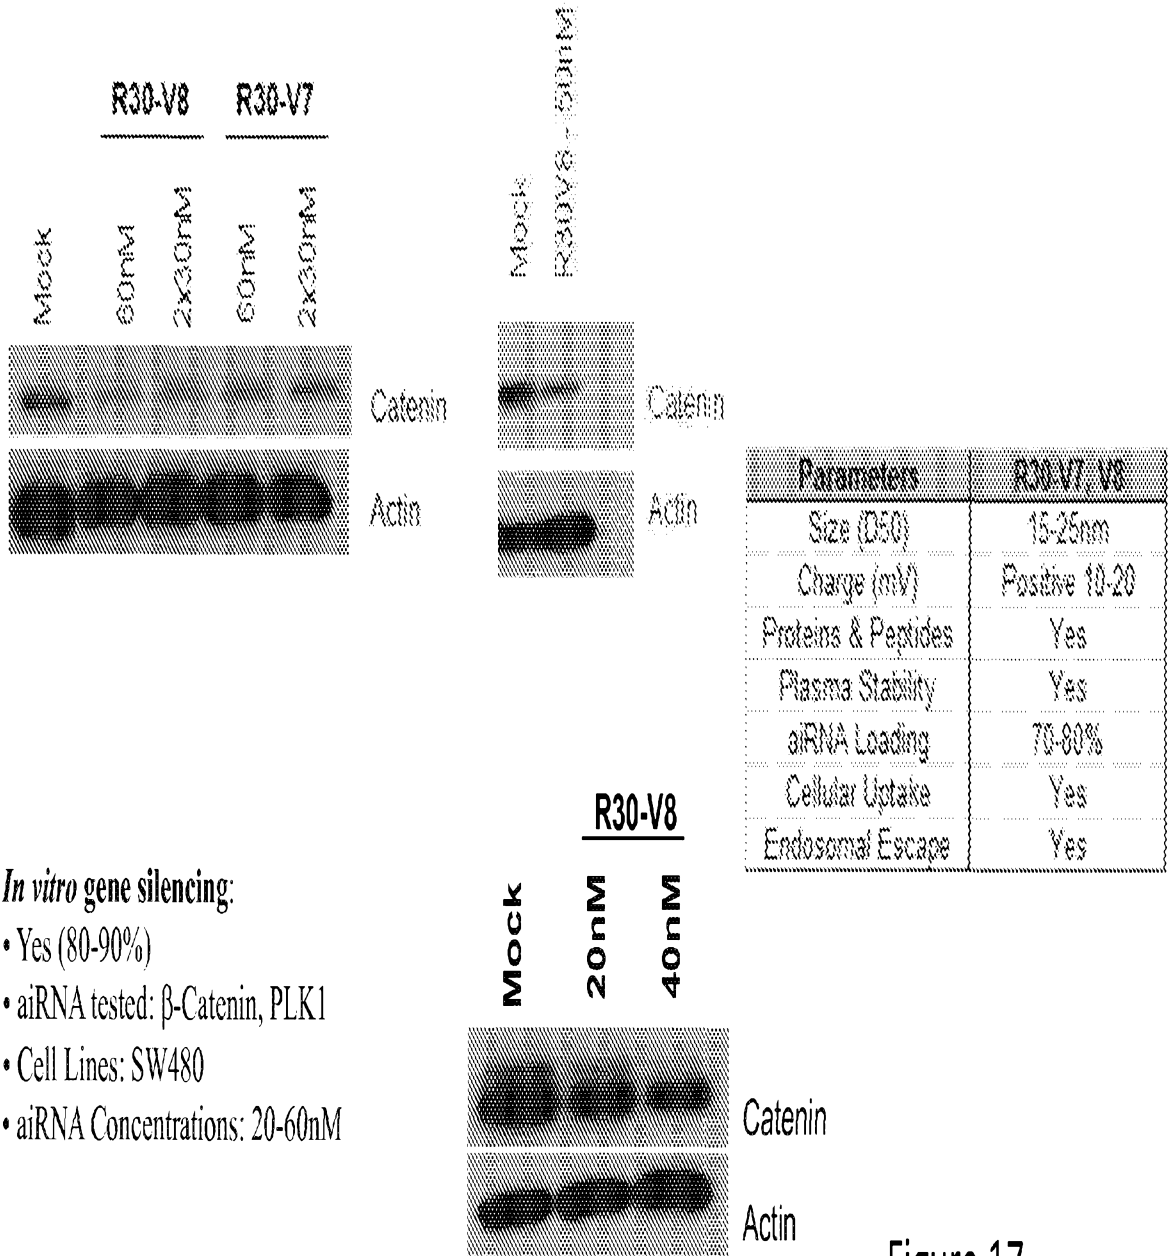 R30-V8 R30-V7
Mock
60nM
2x30nM
60nM
2x30nM
Catenin
Actin
Mock
Catenin
Actin
Parameters R30-V7, V8
Size (D50) 15-25nm
Charge (mV) Positive 10-20
Proteins & Peptides Yes
Plasma Stability Yes
aiRNA Loading 70-80%
Cellular Uptake Yes
Endosomal Escape Yes
In vitro gene silencing:
• Yes (80-90%)
• aiRNA tested: β-Catenin, PLK1
• Cell Lines: SW480
• aiRNA Concentrations: 20-60nM
R30-V8
Mock
20nM
40nM
Catenin
Actin
Figure 17